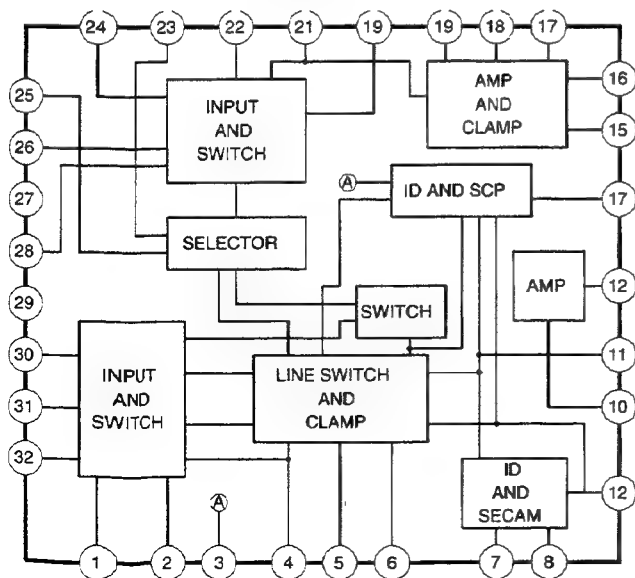 24 23 22 21 19 19 18 17
25
26
27
28
29
30
31
32
INPUT
AND
SWITCH
AMP
AND
CLAMP
16
15
A
ID AND SCP
17
SELECTOR
AMP
12
SWITCH
11
10
INPUT
AND
SWITCH
LINE SWITCH
AND
CLAMP
ID
AND
SECAM
12
A
1 2 3 4 5 6 7 8